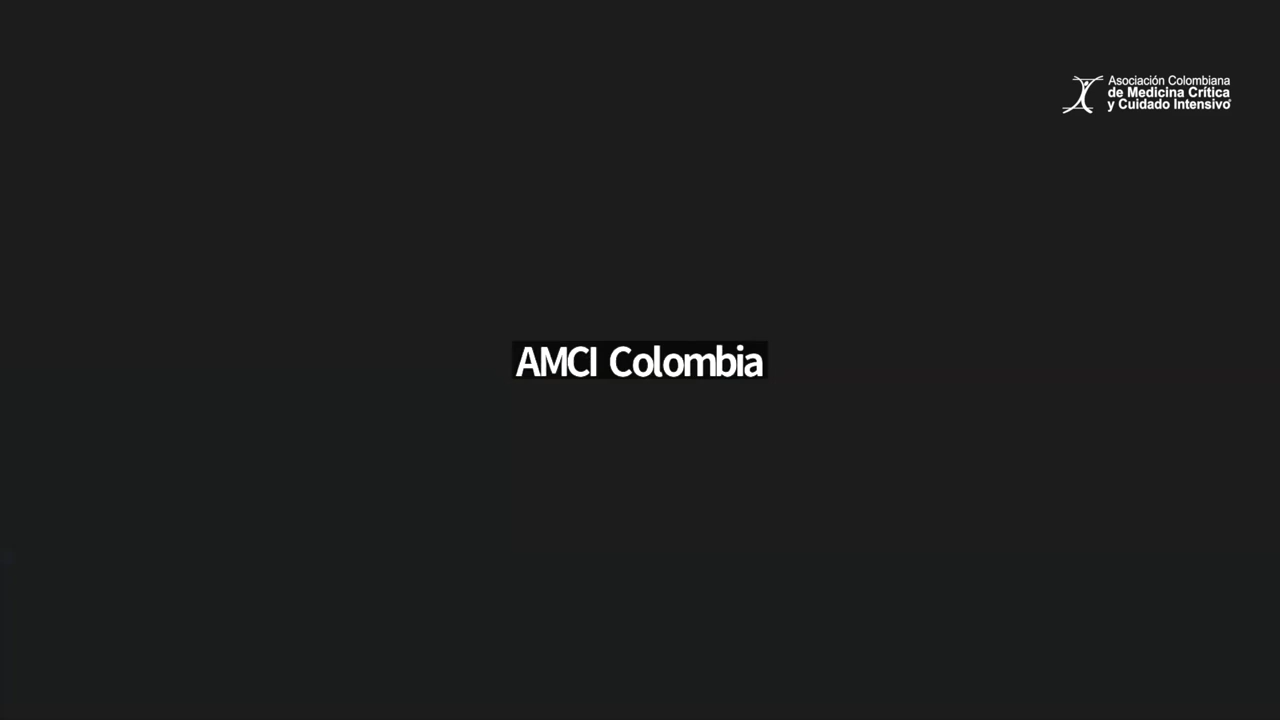 Asociación Colombiana
de Medicina Crítica
y Cuidado Intensivo
AMCI Colombia